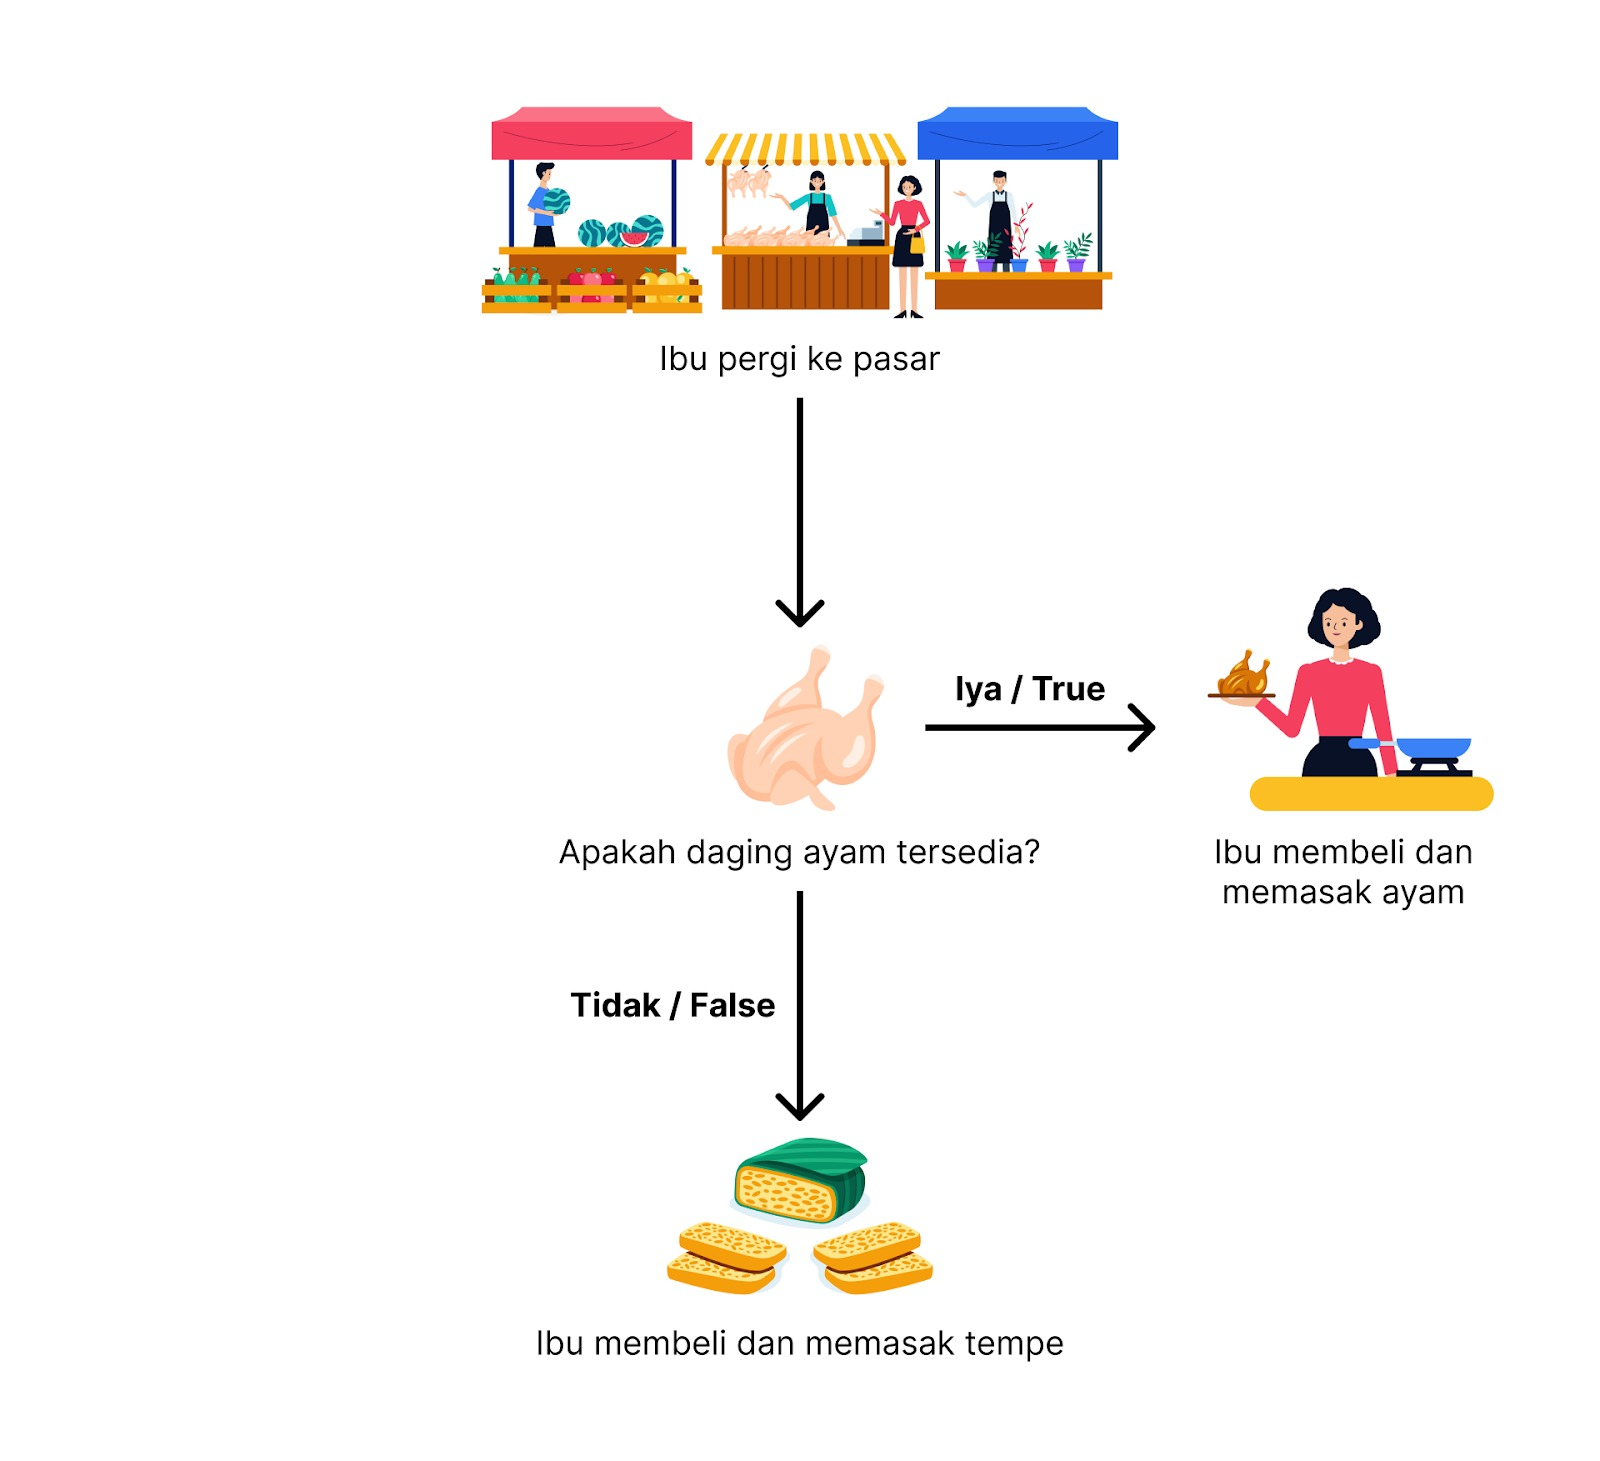 Ibu pergi ke pasar
Iya / True
Apakah daging ayam tersedia?
Ibu membeli dan
memasak ayam
Tidak / False
Ibu membeli dan memasak tempe